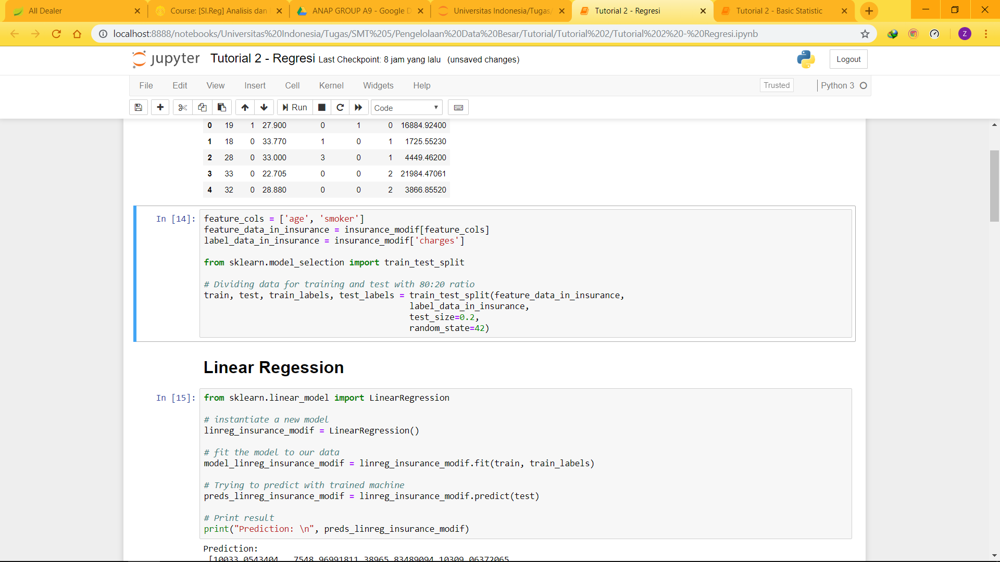 All Dealer
Course: [SI.Reg] Analisis dan
ANAP GROUP A9 - Google D
Universitas Indonesia/Tugas/
Tutorial 2 - Regresi
Tutorial 2 - Basic Statistic
localhost:8888/notebooks/Universitas%20Indonesia/Tugas/SMT%205/Pengelolaan%20Data%20Besar/Tutorial/Tutorial%202/Tutorial%202%20-%20Regresi.ipynb
Z
jupyter Tutorial 2 - Regresi Last Checkpoint: 8 jam yang lalu (unsaved changes)
Logout
File Edit View Insert Cell Kernel Widgets Help
Trusted
Python 3
Run
Code
0 19 1 27.900 0 1 0 16884.92400
1 18 0 33.770 1 0 1 1725.55230
2 28 0 33.000 3 0 1 4449.46200
3 33 0 22.705 0 0 2 21984.47061
4 32 0 28.880 0 0 2 3866.85520
In [14]: feature_cols = ['age', 'smoker']
feature_data_in_insurance = insurance_modif[feature_cols]
label_data_in_insurance = insurance_modif['charges']
from sklearn.model_selection import train_test_split
# Dividing data for training and test with 80:20 ratio
train, test, train_labels, test_labels = train_test_split(feature_data_in_insurance,
label_data_in_insurance,
test_size=0.2,
random_state=42)
Linear Regession
In [15]: from sklearn.linear_model import LinearRegression
# instantiate a new model
linreg_insurance_modif = LinearRegression()
# fit the model to our data
model_linreg_insurance_modif = linreg_insurance_modif.fit(train, train_labels)
# Trying to predict with trained machine
preds_linreg_insurance_modif = linreg_insurance_modif.predict(test)
# Print result
print("Prediction: \n", preds_linreg_insurance_modif)
Prediction:
[10033.0543404 7548.96991811 38965.83489094 10309.06372065